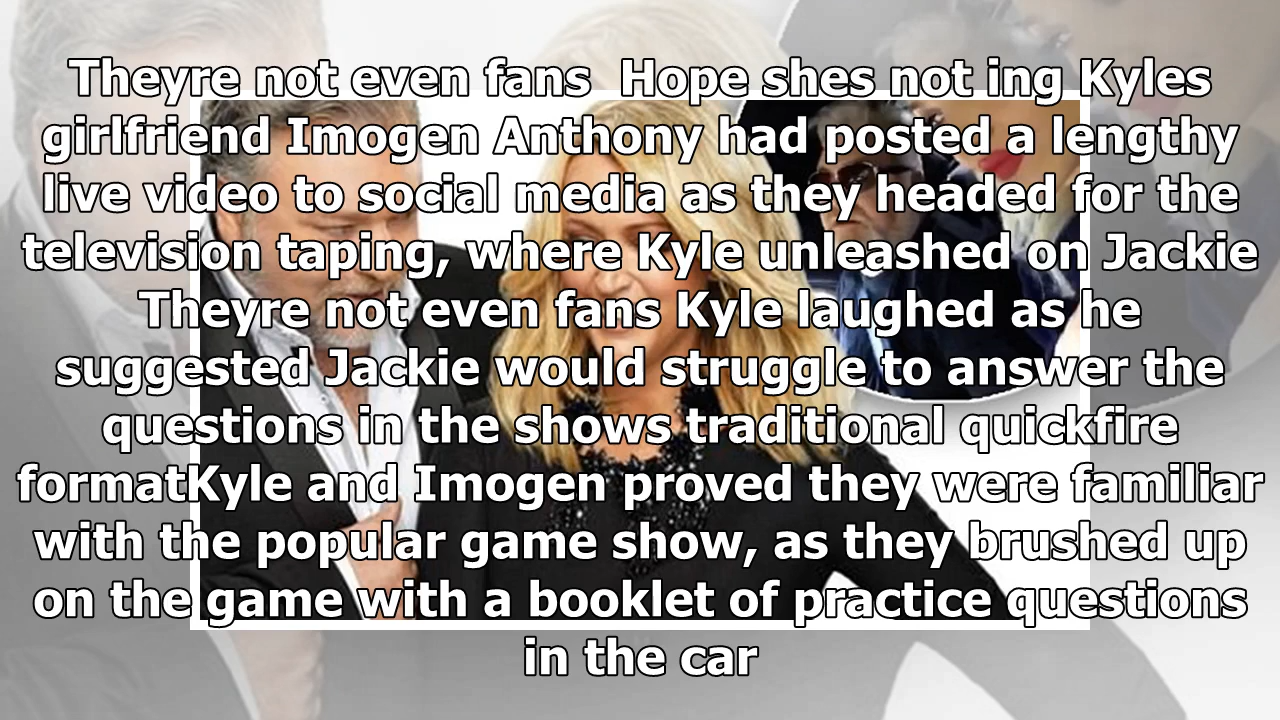 Theyre not even fans  Hope shes not ing Kyles
girlfriend Imogen Anthony had posted a lengthy
live video to social media as they headed for the
television taping, where Kyle unleashed on Jackie
Theyre not even fans Kyle laughed as he
suggested Jackie would struggle to answer the
questions in the shows traditional quickfire
formatKyle and Imogen proved they were familiar
with the popular game show, as they brushed up
on the game with a booklet of practice questions
in the car